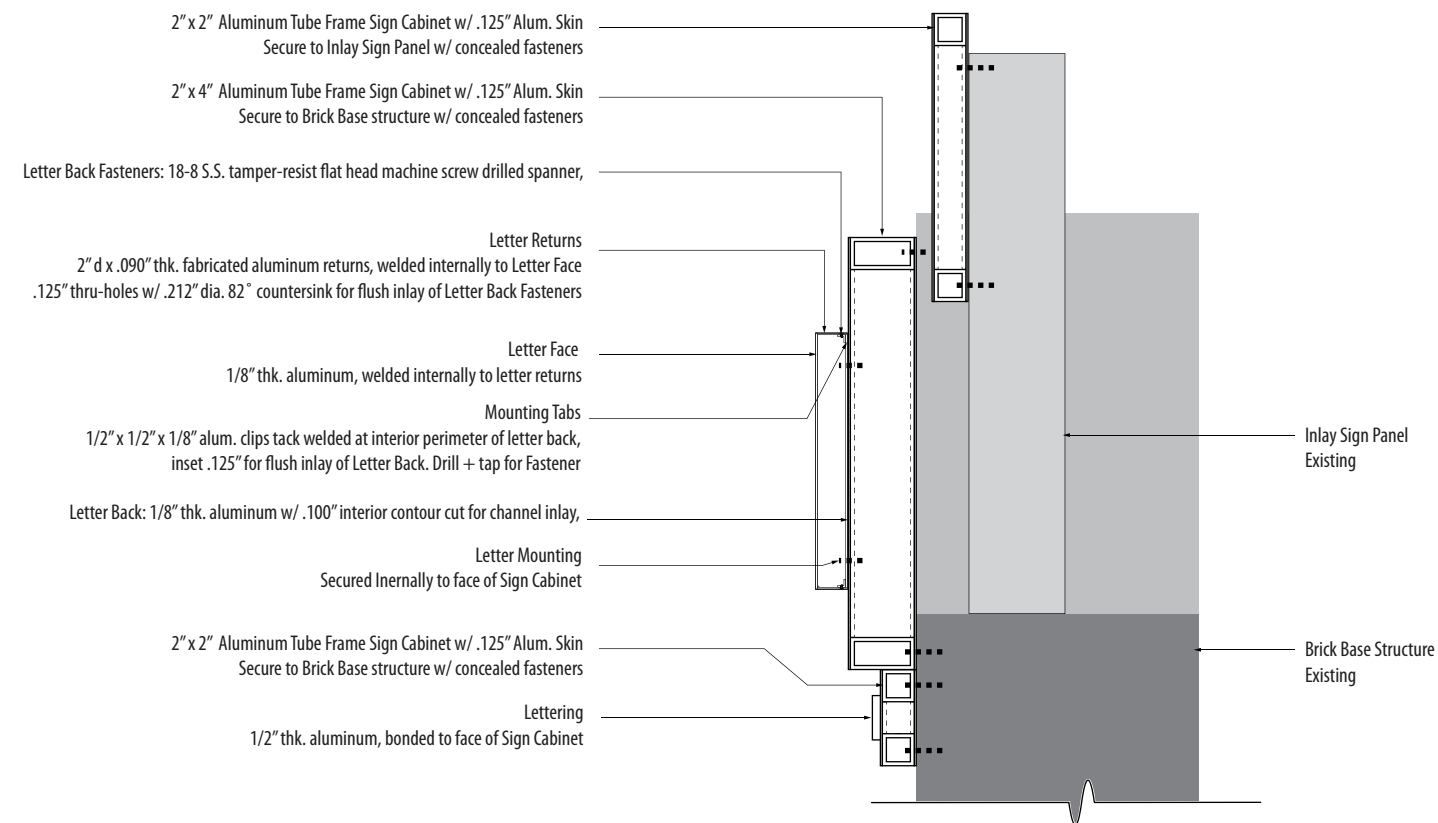 2" x 2" Aluminum Tube Frame Sign Cabinet w/ .125" Alum. Skin
Secure to Inlay Sign Panel w/ concealed fasteners
2" x 4" Aluminum Tube Frame Sign Cabinet w/ .125" Alum. Skin
Secure to Brick Base structure w/ concealed fasteners
Letter Back Fasteners: 18-8 S.S. tamper-resist flat head machine screw drilled spanner,
Letter Returns
2" d x .090" thk. fabricated aluminum returns, welded internally to Letter Face
.125" thru-holes w/ .212" dia. 82° countersink for flush inlay of Letter Back Fasteners
Letter Face
1/8" thk. aluminum, welded internally to letter returns
Mounting Tabs
1/2" x 1/2" x 1/8" alum. clips tack welded at interior perimeter of letter back,
inset .125" for flush inlay of Letter Back. Drill + tap for Fastener
Letter Back: 1/8" thk. aluminum w/ .100" interior contour cut for channel inlay,
Letter Mounting
Secured Inernally to face of Sign Cabinet
2" x 2" Aluminum Tube Frame Sign Cabinet w/ .125" Alum. Skin
Secure to Brick Base structure w/ concealed fasteners
Lettering
1/2" thk. aluminum, bonded to face of Sign Cabinet
Inlay Sign Panel
Existing
Brick Base Structure
Existing